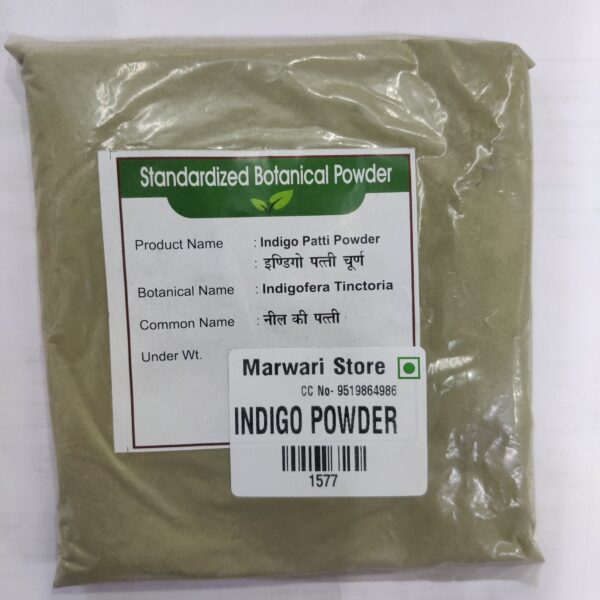 Standardized Botanical Powder
Product Name : Indigo Patti Powder
: इण्डिगो पत्ती चूर्ण
Botanical Name : Indigofera Tinctoria
Common Name : नील की पत्ती
Under Wt.
Marwari Store
CC No- 9519864986
INDIGO POWDER
1577